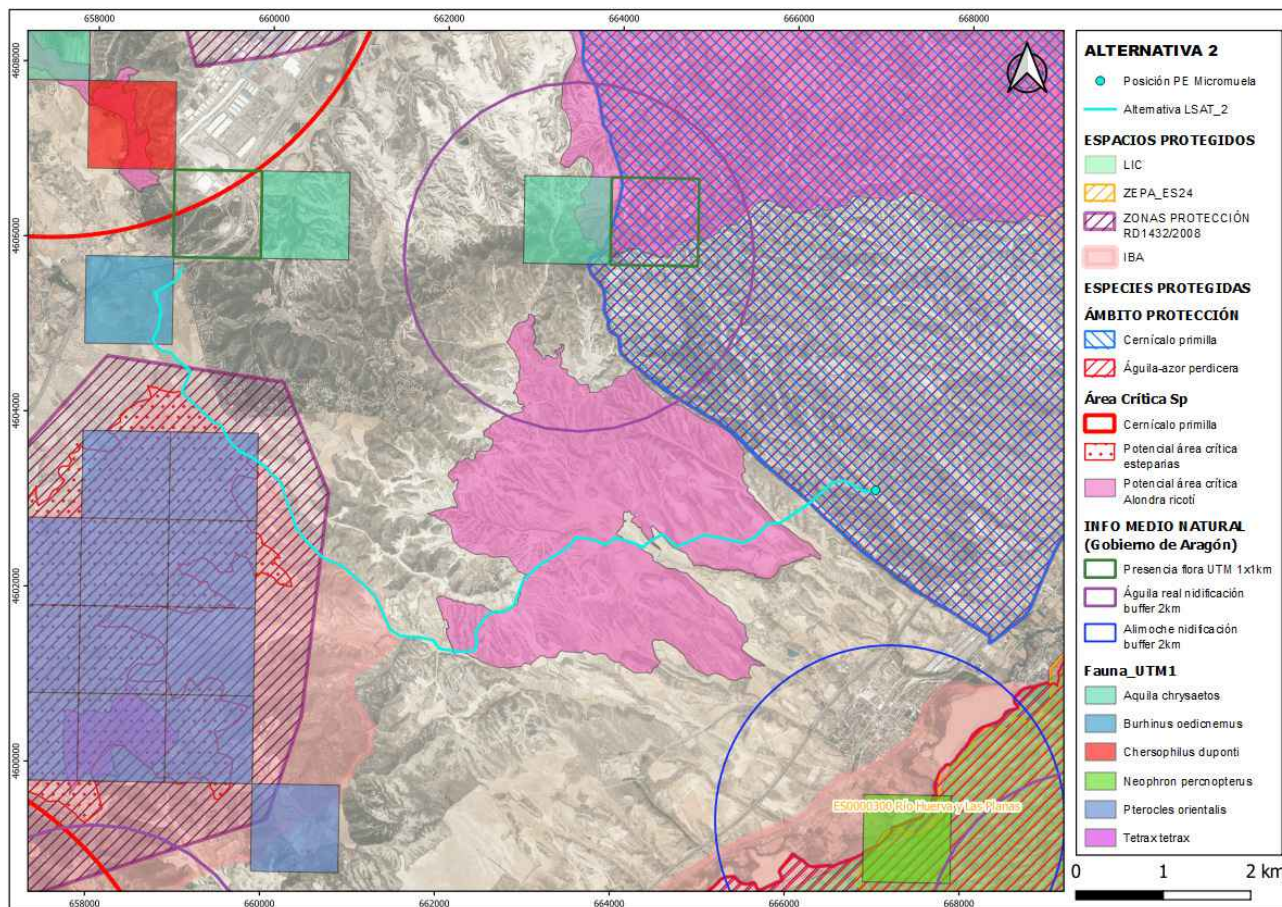 658000
660000
662000
664000
666000
668000
4608000
4606000
4604000
4602000
4600000
ES0000300 Río Huerva y Las Planas
658000
660000
662000
664000
666000
668000
ALTERNATIVA 2
Posición PE Micromuela
Alternativa LSAT_2
ESPACIOS PROTEGIDOS
LIC
ZEPA_ES24
ZONAS PROTECCIÓN
RD1432/2008
IBA
ESPECIES PROTEGIDAS
ÁMBITO PROTECCIÓN
Cernícalo primilla
Águila-azor perdicera
Área Crítica Sp
Cernícalo primilla
Potencial área crítica
esteparias
Potencial área crítica
Alondra ricotí
INFO MEDIO NATURAL
(Gobierno de Aragón)
Presencia flora UTM 1x1km
Águila real nidificación
buffer 2km
Alimoche nidificación
buffer 2km
Fauna_UTM1
Aquila chrysaetos
Burhinus oedicnemus
Chersophilus duponti
Neophron percnopterus
Pterocles orientalis
Tetrax tetrax
0 1 2 km